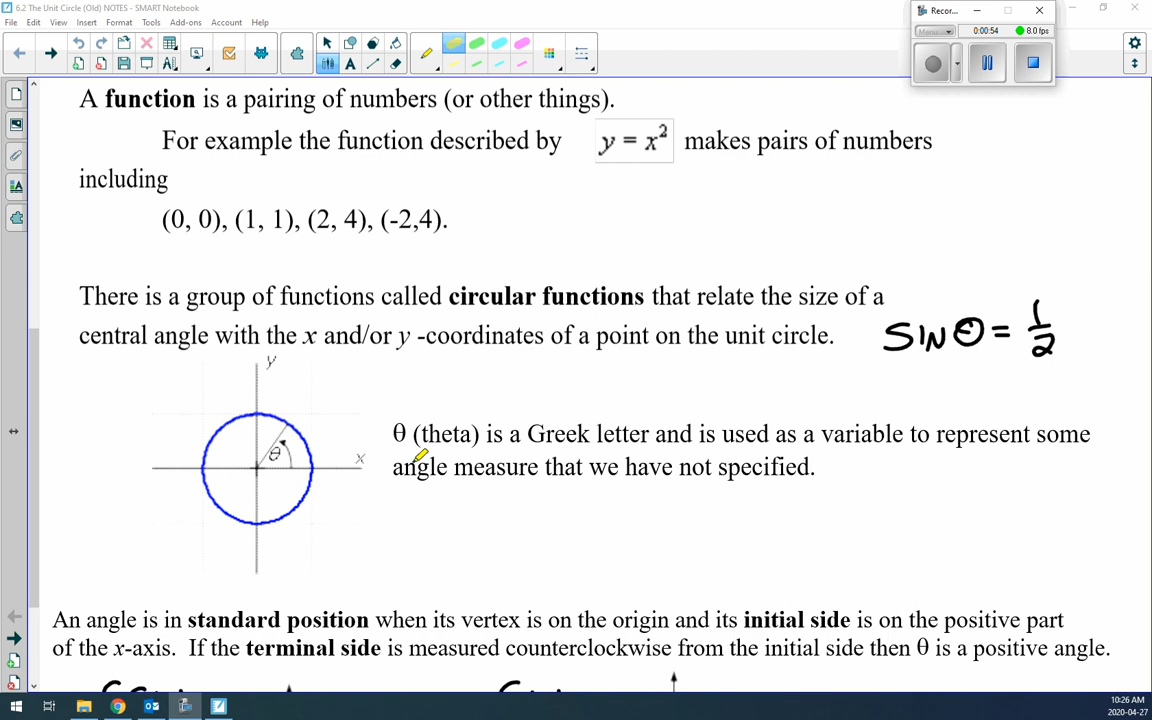 6.2 The Unit Circle (Old) NOTES - SMART Notebook
File Edit View Insert Format Tools Add-ons Account Help
Recor...
Menus
0:00:54
8.0 fps
A function is a pairing of numbers (or other things).
For example the function described by y = x² makes pairs of numbers
including
(0, 0), (1, 1), (2, 4), (-2,4).
There is a group of functions called circular functions that relate the size of a
central angle with the x and/or y -coordinates of a point on the unit circle.
SIN θ = 1/2
y
θ
x
θ (theta) is a Greek letter and is used as a variable to represent some
angle measure that we have not specified.
An angle is in standard position when its vertex is on the origin and its initial side is on the positive part
of the x-axis. If the terminal side is measured counterclockwise from the initial side then θ is a positive angle.
10:26 AM
2020-04-27